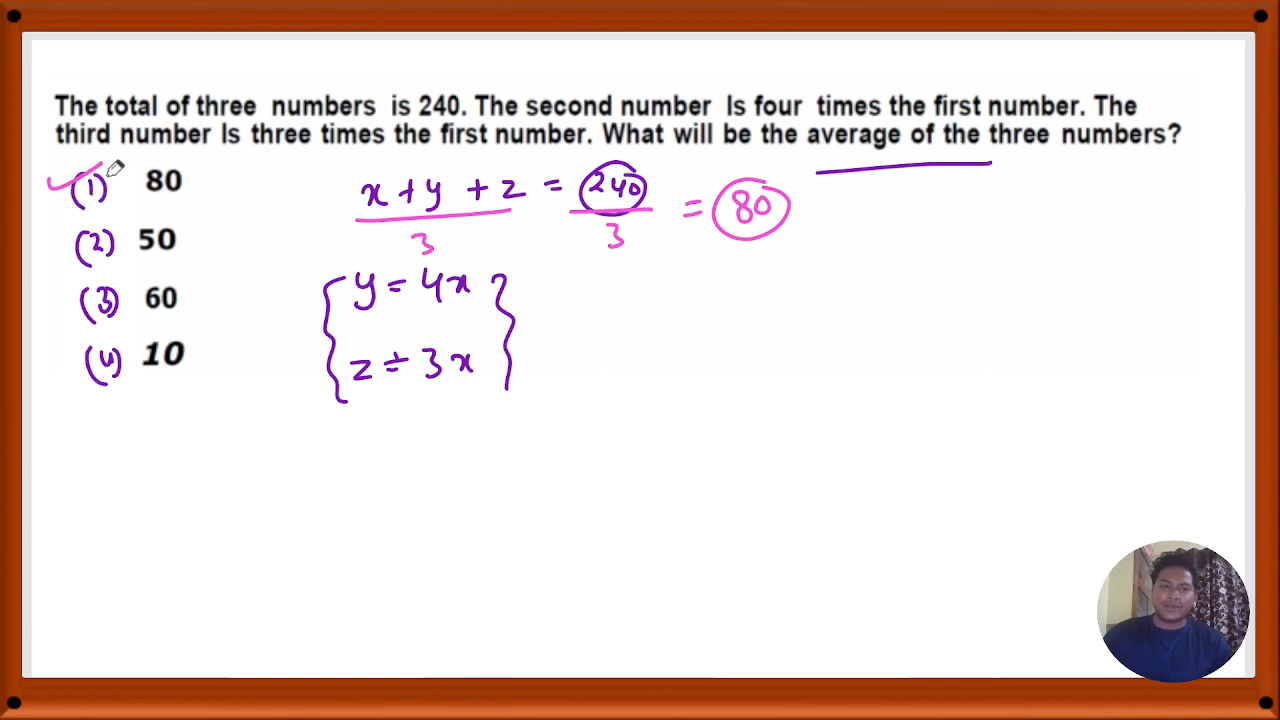 The total of three numbers is 240. The second number Is four times the first number. The
third number Is three times the first number. What will be the average of the three numbers?
(1) 80
(2) 50
(3) 60
(4) 10
x + y + z = 240 = 80
3 3
y = 4x
z = 3x